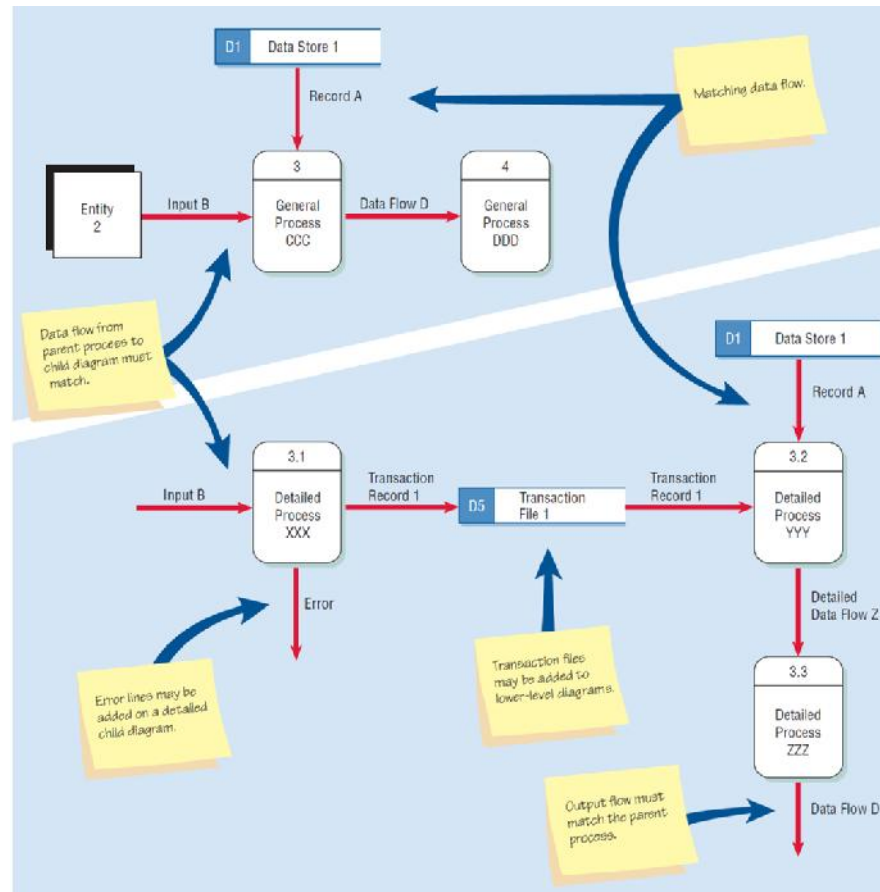 D1 Data Store 1
Record A
Matching data flow.
3
General
Process
CCC
4
General
Process
DDD
Entity
2
Input B
Data Flow D
Data flow from
parent process to
child diagram must
match.
D1 Data Store 1
Record A
3.1
Detailed
Process
XXX
Input B
Transaction
Record 1
D5 Transaction
File 1
Transaction
Record 1
3.2
Detailed
Process
YYY
Error
Detailed
Data Flow Z
Error lines may be
added on a detailed
child diagram.
Transaction files
may be added to
lower-level diagrams.
3.3
Detailed
Process
ZZZ
Output flow must
match the parent
process.
Data Flow D